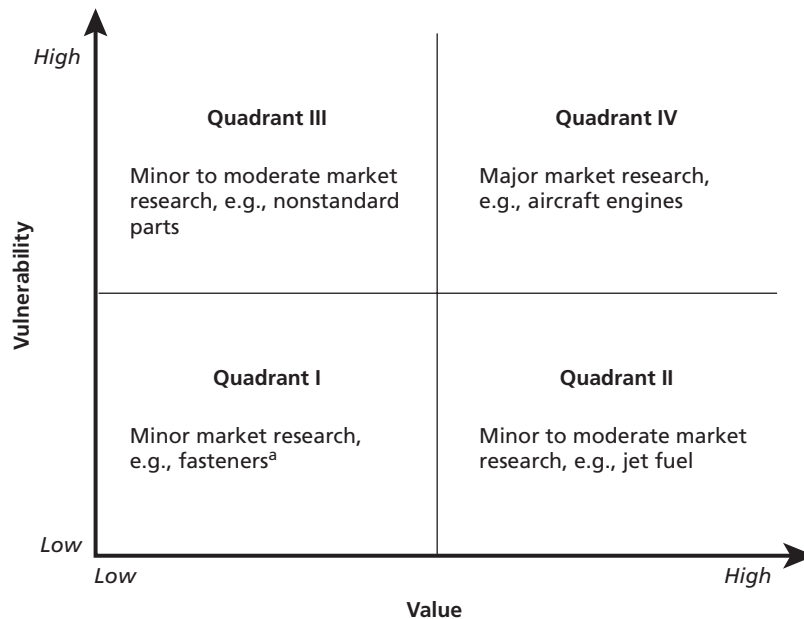 High
Quadrant III
Minor to moderate market
research, e.g., nonstandard
parts
Quadrant IV
Major market research,
e.g., aircraft engines
Vulnerability
Quadrant I
Minor market research,
e.g., fastenersᵃ
Quadrant II
Minor to moderate market
research, e.g., jet fuel
Low
Low
High
Value